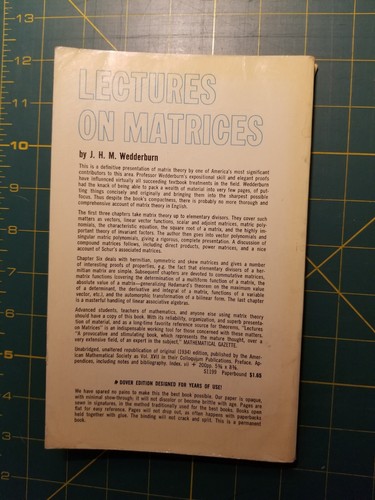 LECTURES
ON MATRICES
by J. H. M. Wedderburn
This is a definitive presentation of matrix theory by one of America's most significant
contributors to this area. Professor Wedderburn's expositional skill and elegant proofs
have influenced virtually all succeeding textbook treatments in the field. Wedderburn
had the knack of being able to pack a wealth of material into very few pages, of put-
ting things concisely and originally and bringing them into the sharpest possible
focus. Thus despite the book's compactness, there is probably no more thorough and
comprehensive account of matrix theory in English.
The first three chapters take matrix theory up to elementary divisors. They cover such
matters as vectors, linear vector functions, scalar and adjoint matrices, matric poly-
nomials, the characteristic equation, the square root of a matrix, and the highly im-
portant theory of invariant factors. The author then goes into vector polynomials and
singular matric polynomials, giving a rigorous, complete presentation. A discussion of
compound matrices follows, including direct products, power matrices, and a nice
account of Schur's associated matrices.
Chapter Six deals with hermitian, symmetric and skew matrices and gives a number
of interesting proofs of properties, e.g. the fact that elementary divisors of a her-
mitian matrix are simple. Subsequent chapters are devoted to commutative matrices,
matric functions (covering the determination of a multiform function of a matrix, the
absolute value of a matrix—generalizing Hadamard's theorem on the maximum value
of a determinant, the derivative and integral of a matrix, functions of a variable
vector, etc.), and the automorphic transformation of a bilinear form. The last chapter
is a masterful handling of linear associative algebras.
Advanced students, teachers of mathematics, and anyone else using matrix theory
should have a copy of this book. With its reliability, organization, and superb presenta-
tion of material, and as a long-time favorite reference source for theorems, "Lectures
on Matrices" is an indispensable working tool for those concerned with these matters.
"A provocative and stimulating book, which represents the mature thought, over a
very extensive field, of an expert in the subject." MATHEMATICAL GAZETTE.
Unabridged, unaltered republication of original (1934) edition, published by the Amer-
ican Mathematical Society as Vol. XVII in their Colloquium Publications. Preface. Ap-
pendices, including notes and bibliography. Index. vii + 200pp. 5⅜ x 8½.
S1199 Paperbound $1.65
A DOVER EDITION DESIGNED FOR YEARS OF USE!
We have spared no pains to make this the best book possible. Our paper is opaque,
with minimal show-through; it will not discolor or become brittle with age. Pages are
sewn in signatures, in the method traditionally used for the best books. Books open
flat for easy reference. Pages will not drop out, as often happens with paperbacks
held together with glue. The binding will not crack and split. This is a permanent
book.
13
12
11
10
9
8
7
6
5
4
3
2